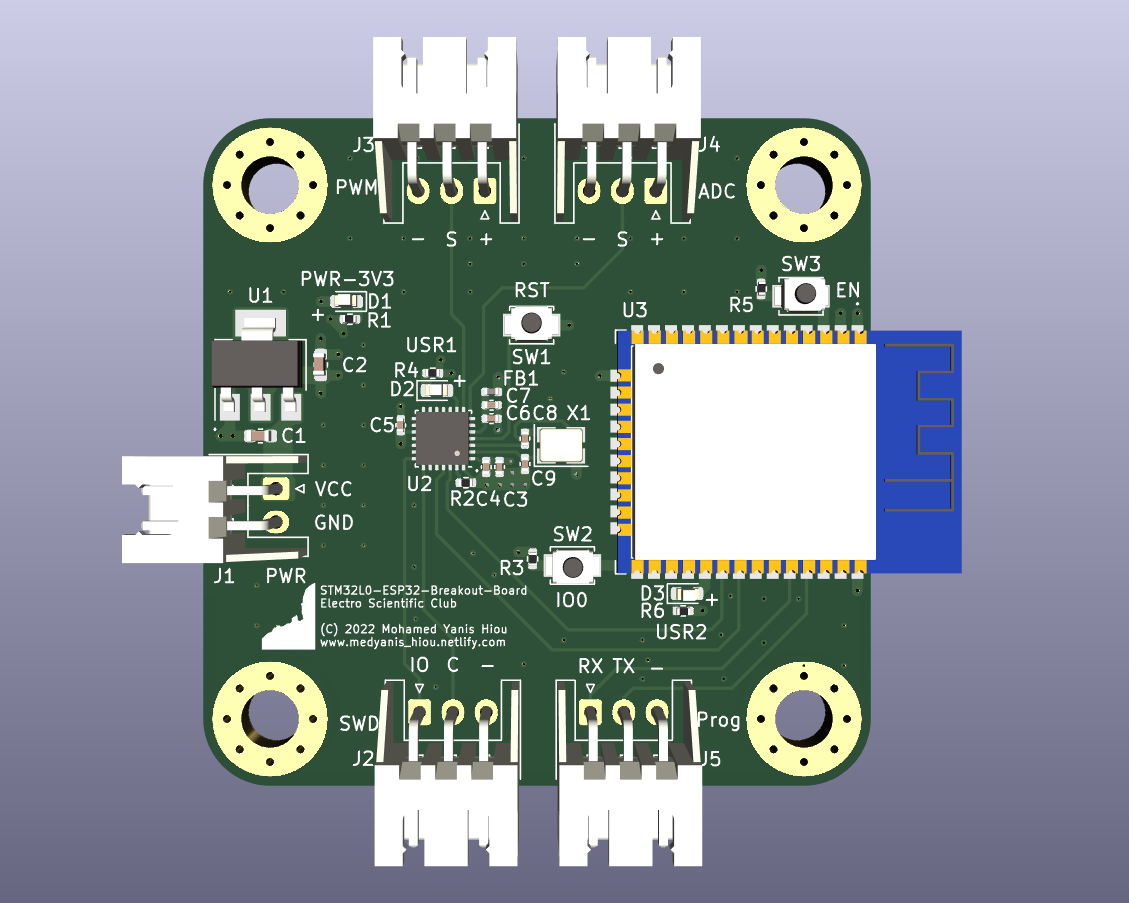 J3
J4
PWM
ADC
- S +
- S +
SW3
PWR-3V3
RST
EN
U1
D1
R5
+
R1
U3
USR1
SW1
C2
R4
FB1
D2
+
C7
C6
C8
X1
C5
C1
C9
U2
R2
C4
C3
VCC
GND
SW2
R3
J1
PWR
IO0
D3
+
R6
USR2
STM32L0-ESP32-Breakout-Board
Electro Scientific Club
(C) 2022 Mohamed Yanis Hiou
www.medyanis_hiou.netlify.com
IO C -
RX TX -
SWD
Prog
J2
J5